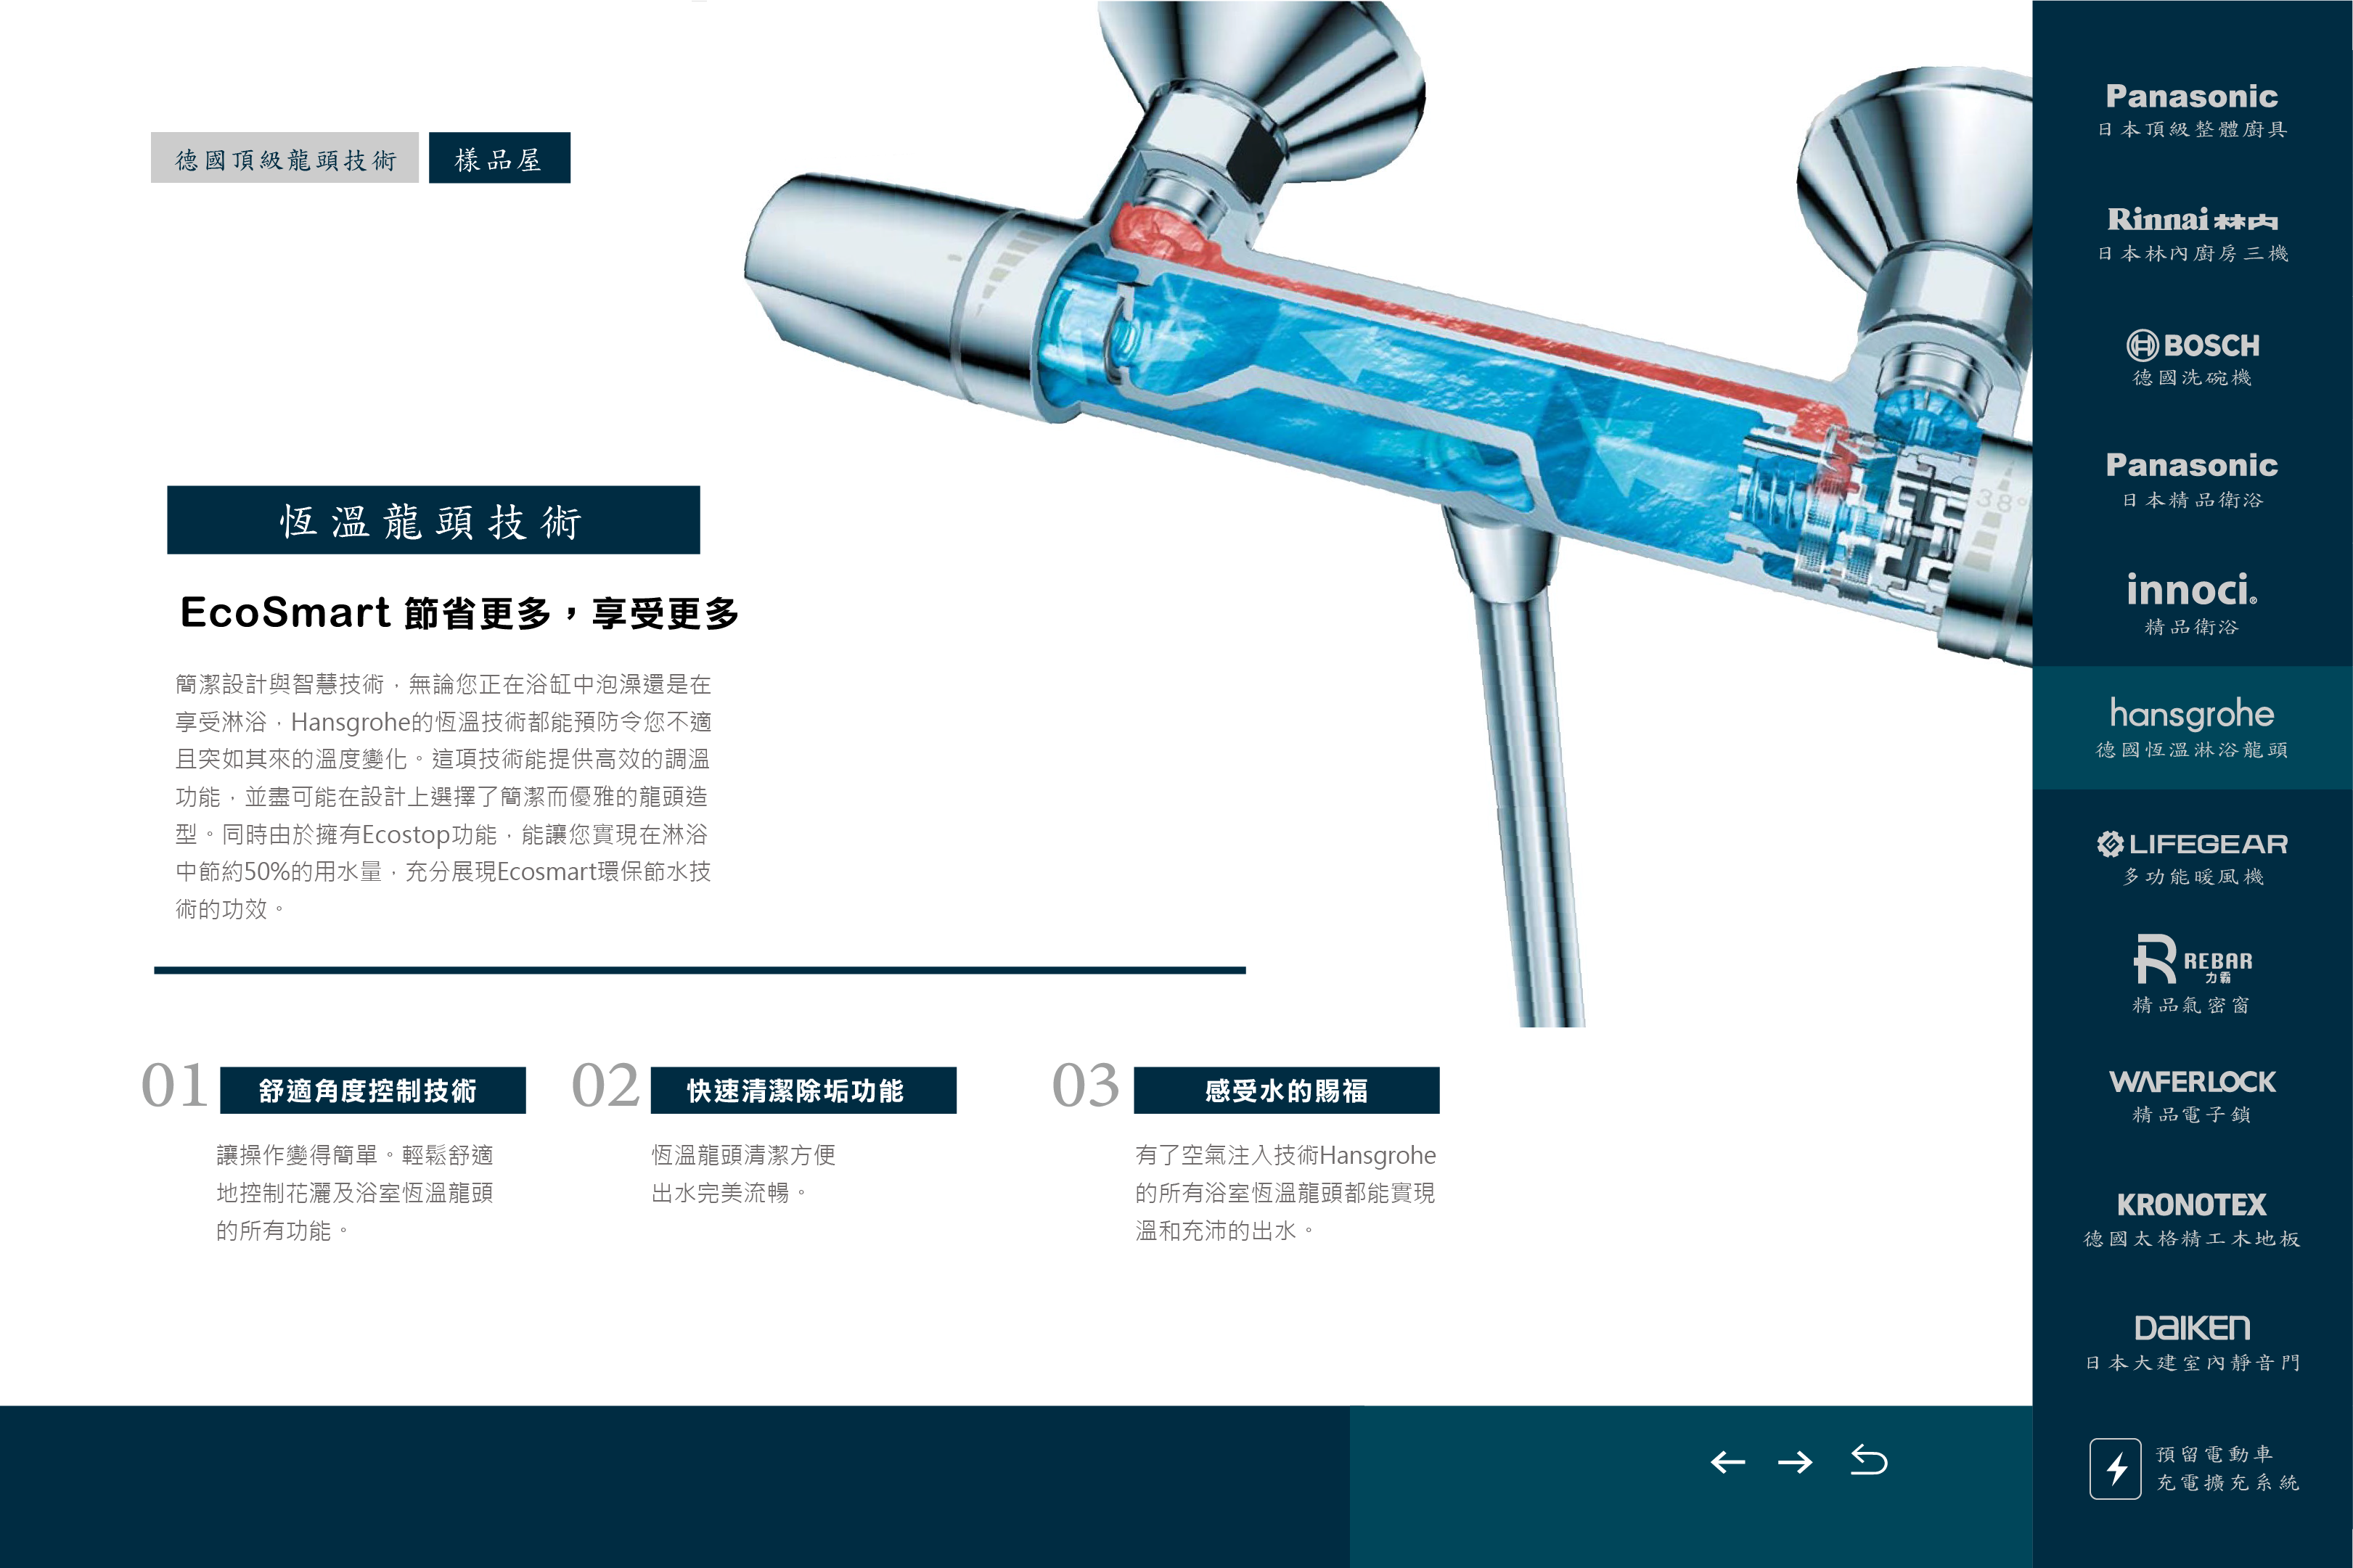 德國頂級龍頭技術
樣品屋
恆溫龍頭技術
EcoSmart 節省更多，享受更多
簡潔設計與智慧技術，無論您正在浴缸中泡澡還是在
享受淋浴，Hansgrohe的恆溫技術都能預防令您不適
且突如其來的溫度變化。這項技術能提供高效的調溫
功能，並盡可能在設計上選擇了簡潔而優雅的龍頭造
型。同時由於擁有Ecostop功能，能讓您實現在淋浴
中節約50%的用水量，充分展現Ecosmart環保節水技
術的功效。
38°
01 舒適角度控制技術
讓操作變得簡單。輕鬆舒適
地控制花灑及浴室恆溫龍頭
的所有功能。
02 快速清潔除垢功能
恆溫龍頭清潔方便
出水完美流暢。
03 感受水的賜福
有了空氣注入技術Hansgrohe
的所有浴室恆溫龍頭都能實現
溫和充沛的出水。
Panasonic
日本頂級整體廚具
Rinnai 林內
日本林內廚房三機
BOSCH
德國洗碗機
Panasonic
日本精品衛浴
innoci®
精品衛浴
hansgrohe
德國恆溫淋浴龍頭
LIFEGEAR
多功能暖風機
REBAR
力霸
精品氣密窗
WAFERLOCK
精品電子鎖
KRONOTEX
德國太格精工木地板
DAIKEN
日本大建室內靜音門
預留電動車
充電擴充系統